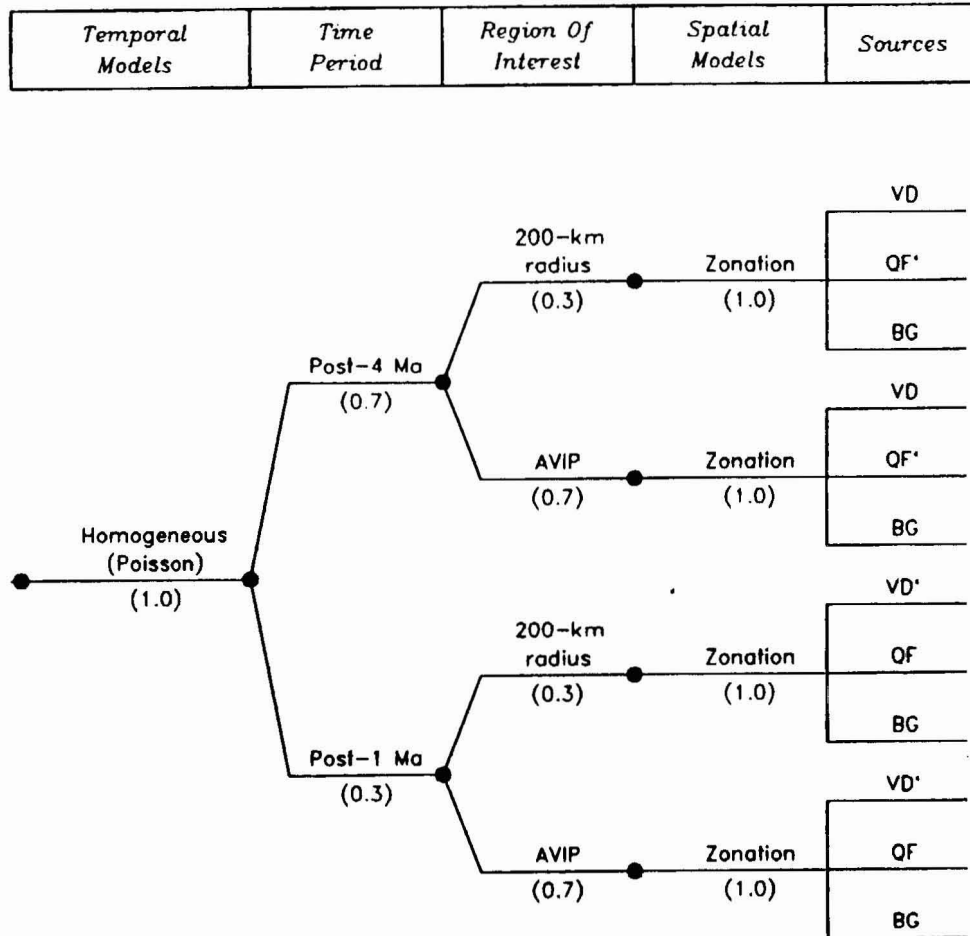 Temporal
Models
Time
Period
Region Of
Interest
Spatial
Models
Sources
VD
200-km
radius
Zonation
QF'
(0.3)
(1.0)
BG
Post-4 Ma
(0.7)
VD
AVIP
Zonation
QF'
(0.7)
(1.0)
BG
Homogeneous
(Poisson)
(1.0)
VD'
200-km
radius
Zonation
QF
(0.3)
(1.0)
BG
Post-1 Ma
(0.3)
VD'
AVIP
Zonation
QF
(0.7)
(1.0)
BG